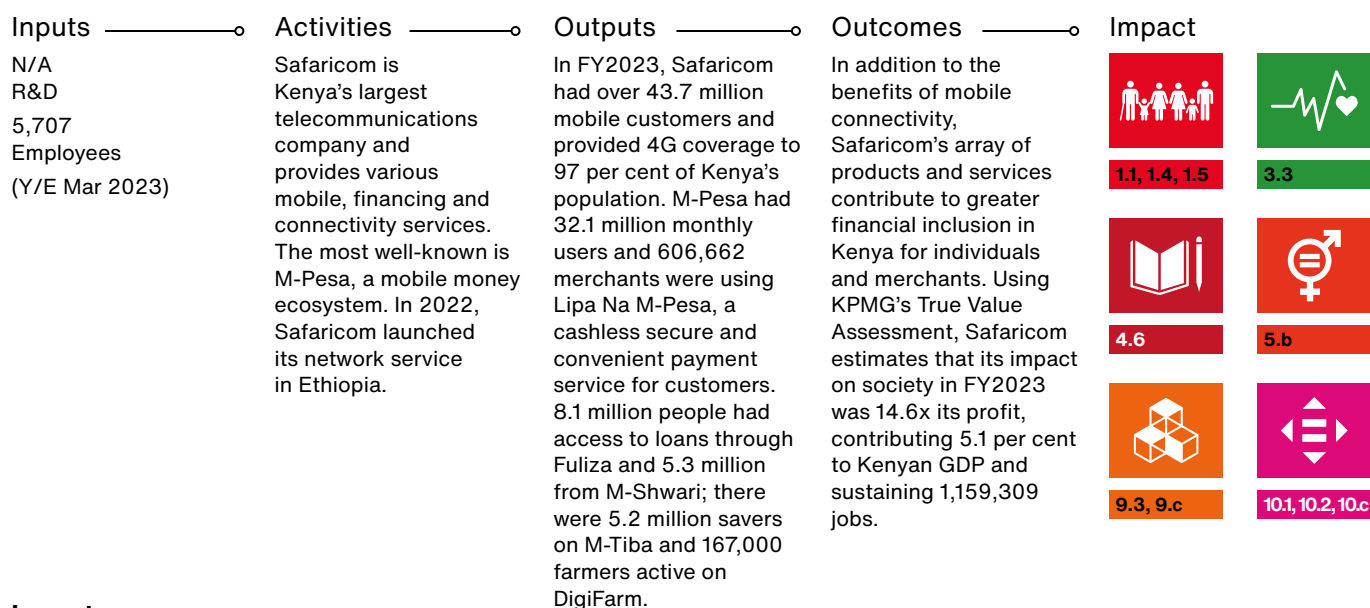 Inputs
N/A
R&D
5,707
Employees
(Y/E Mar 2023)
Activities
Safaricom is
Kenya's largest
telecommunications
company and
provides various
mobile, financing and
connectivity services.
The most well-known is
M-Pesa, a mobile money
ecosystem. In 2022,
Safaricom launched
its network service
in Ethiopia.
Outputs
In FY2023, Safaricom
had over 43.7 million
mobile customers and
provided 4G coverage to
97 per cent of Kenya's
population. M-Pesa had
32.1 million monthly
users and 606,662
merchants were using
Lipa Na M-Pesa, a
cashless secure and
convenient payment
service for customers.
8.1 million people had
access to loans through
Fuliza and 5.3 million
from M-Shwari; there
were 5.2 million savers
on M-Tiba and 167,000
farmers active on
DigiFarm.
Outcomes
In addition to the
benefits of mobile
connectivity,
Safaricom's array of
products and services
contribute to greater
financial inclusion in
Kenya for individuals
and merchants. Using
KPMG's True Value
Assessment, Safaricom
estimates that its impact
on society in FY2023
was 14.6x its profit,
contributing 5.1 per cent
to Kenyan GDP and
sustaining 1,159,309
jobs.
Impact
1.1, 1.4, 1.5
3.3
4.6
5.b
9.3, 9.c
10.1, 10.2, 10.c